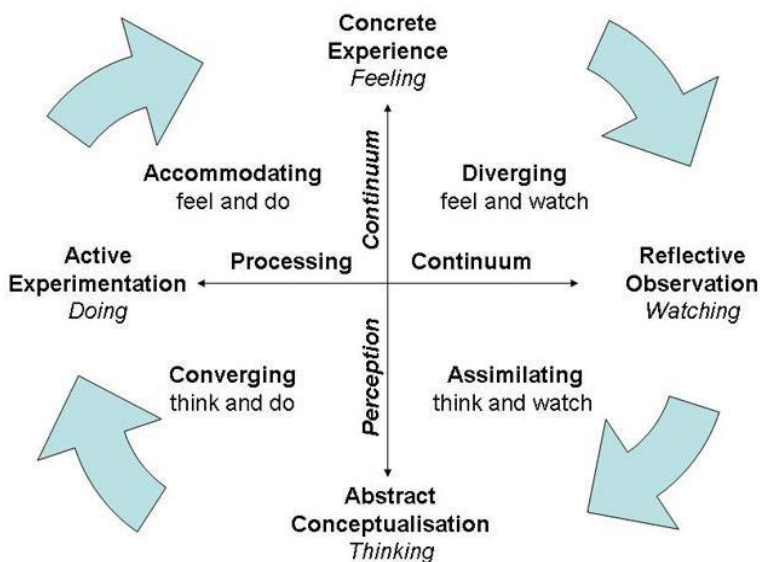 Concrete
Experience
Feeling
Accommodating
feel and do
Continuum
Diverging
feel and watch
Active
Experimentation
Doing
Processing
Continuum
Reflective
Observation
Watching
Converging
think and do
Perception
Assimilating
think and watch
Abstract
Conceptualisation
Thinking